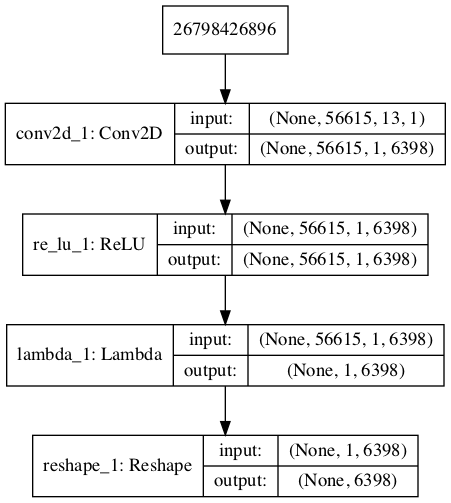 26798426896
conv2d_1: Conv2D
input:
(None, 56615, 13, 1)
output:
(None, 56615, 1, 6398)
re_lu_1: ReLU
input:
(None, 56615, 1, 6398)
output:
(None, 56615, 1, 6398)
lambda_1: Lambda
input:
(None, 56615, 1, 6398)
output:
(None, 1, 6398)
reshape_1: Reshape
input:
(None, 1, 6398)
output:
(None, 6398)